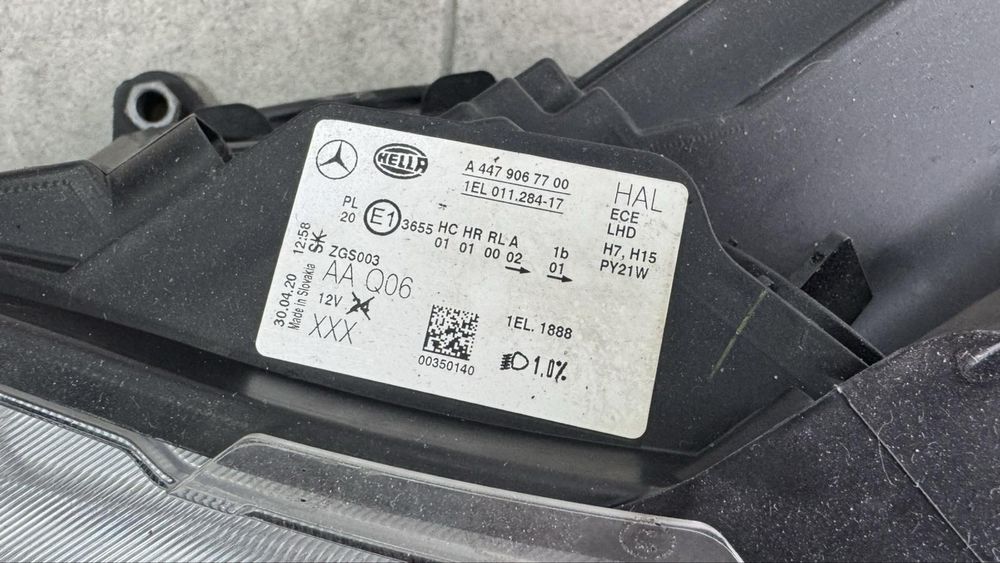 HELLA
A 447 906 77 00
1EL 011.284-17
HAL
ECE
LHD
H7, H15
PY21W
PL
20
E1
3655
HC HR RL A
01 01 00 02
1b
01
30.04.20 12:58
Made in Slovakia
SK
ZGS003
AA Q06
12V
XXX
00350140
1EL. 1888
1.0%